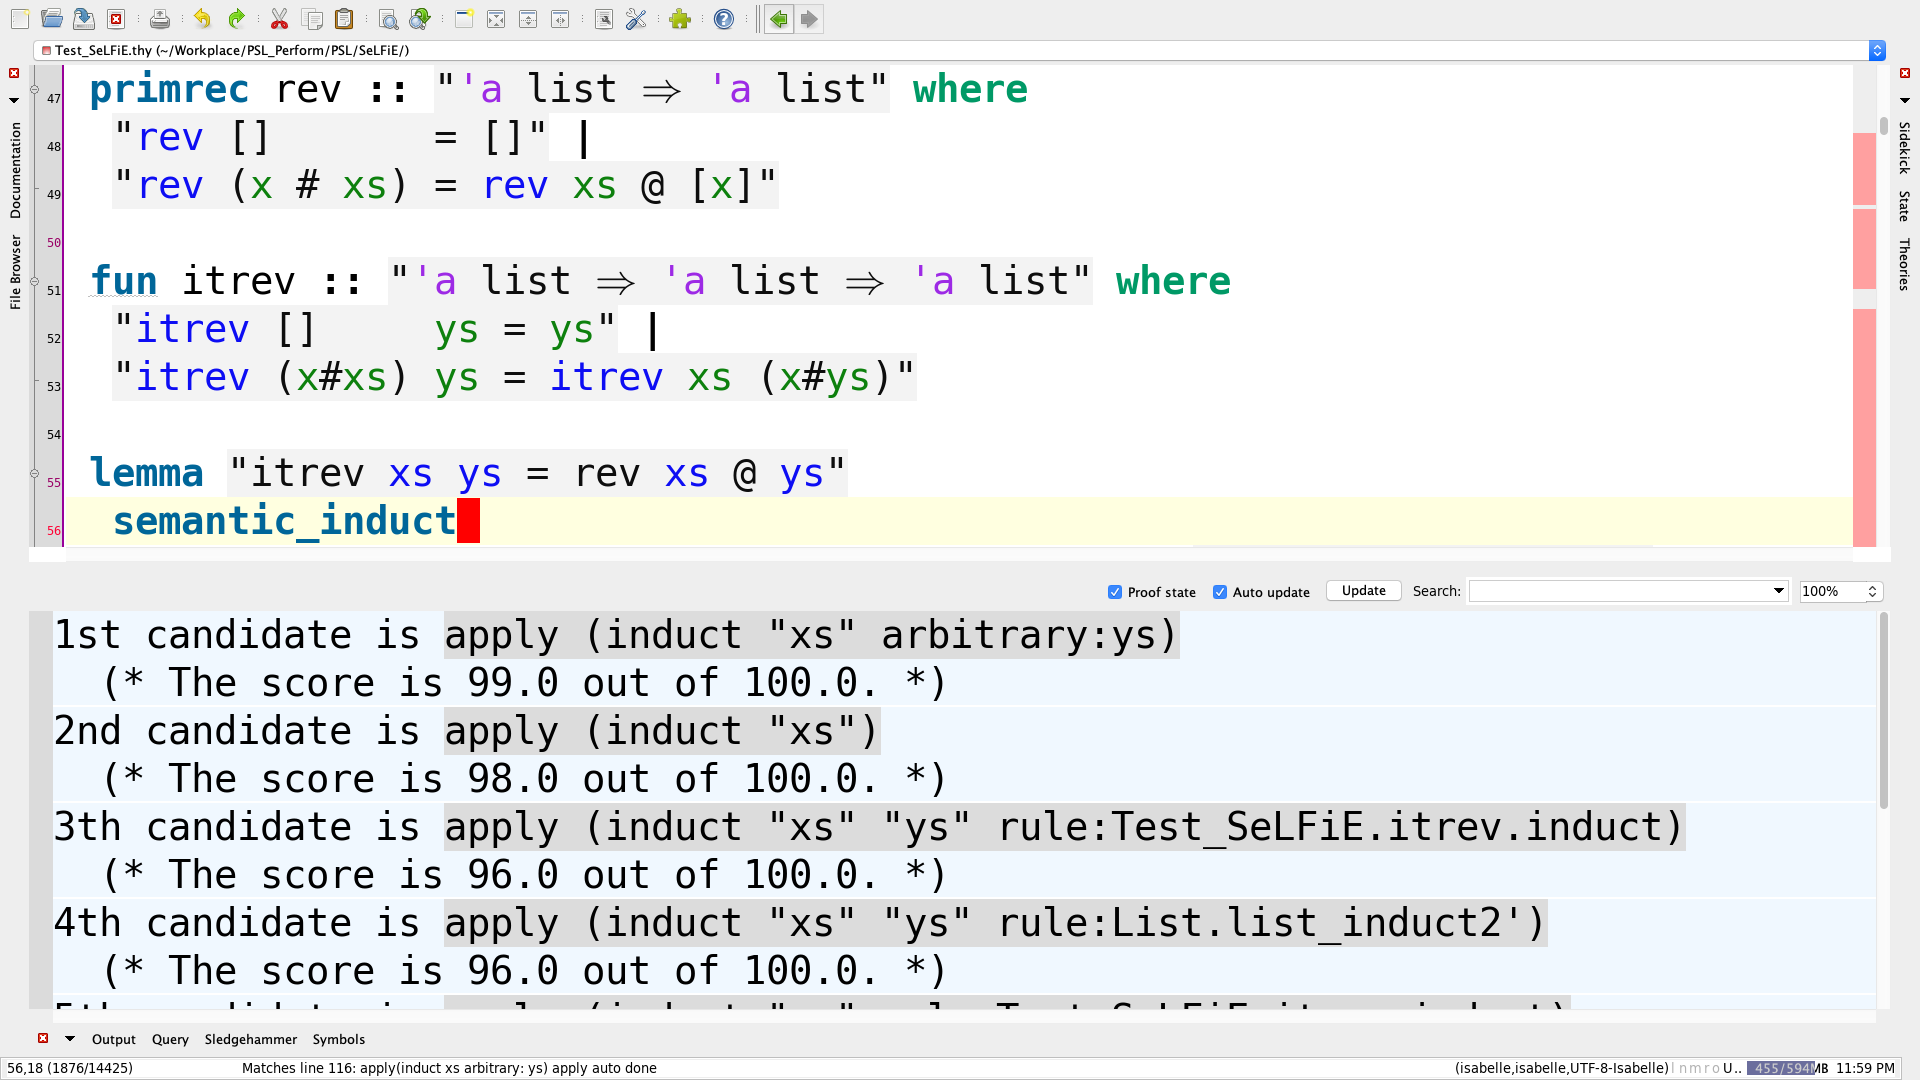 Test_SeLFiE.thy (~/Workplace/PSL_Perform/PSL/SeLFiE/)
47 primrec rev :: "'a list ⇒ 'a list" where
48 "rev [] = []" |
49 "rev (x # xs) = rev xs @ [x]"
50
51 fun itrev :: "'a list ⇒ 'a list ⇒ 'a list" where
52 "itrev [] ys = ys" |
53 "itrev (x#xs) ys = itrev xs (x#ys)"
54
55 lemma "itrev xs ys = rev xs @ ys"
56 semantic_induct
Documentation
File Browser
Sidekick
State
Theories
Proof state Auto update Update Search: 100%
1st candidate is apply (induct "xs" arbitrary:ys)
(* The score is 99.0 out of 100.0. *)
2nd candidate is apply (induct "xs")
(* The score is 98.0 out of 100.0. *)
3th candidate is apply (induct "xs" "ys" rule:Test_SeLFiE.itrev.induct)
(* The score is 96.0 out of 100.0. *)
4th candidate is apply (induct "xs" "ys" rule:List.list_induct2')
(* The score is 96.0 out of 100.0. *)
Output Query Sledgehammer Symbols
56,18 (1876/14425) Matches line 116: apply(induct xs arbitrary: ys) apply auto done (isabelle,isabelle,UTF-8-Isabelle) l n m r o U.. 455/594MB 11:59 PM